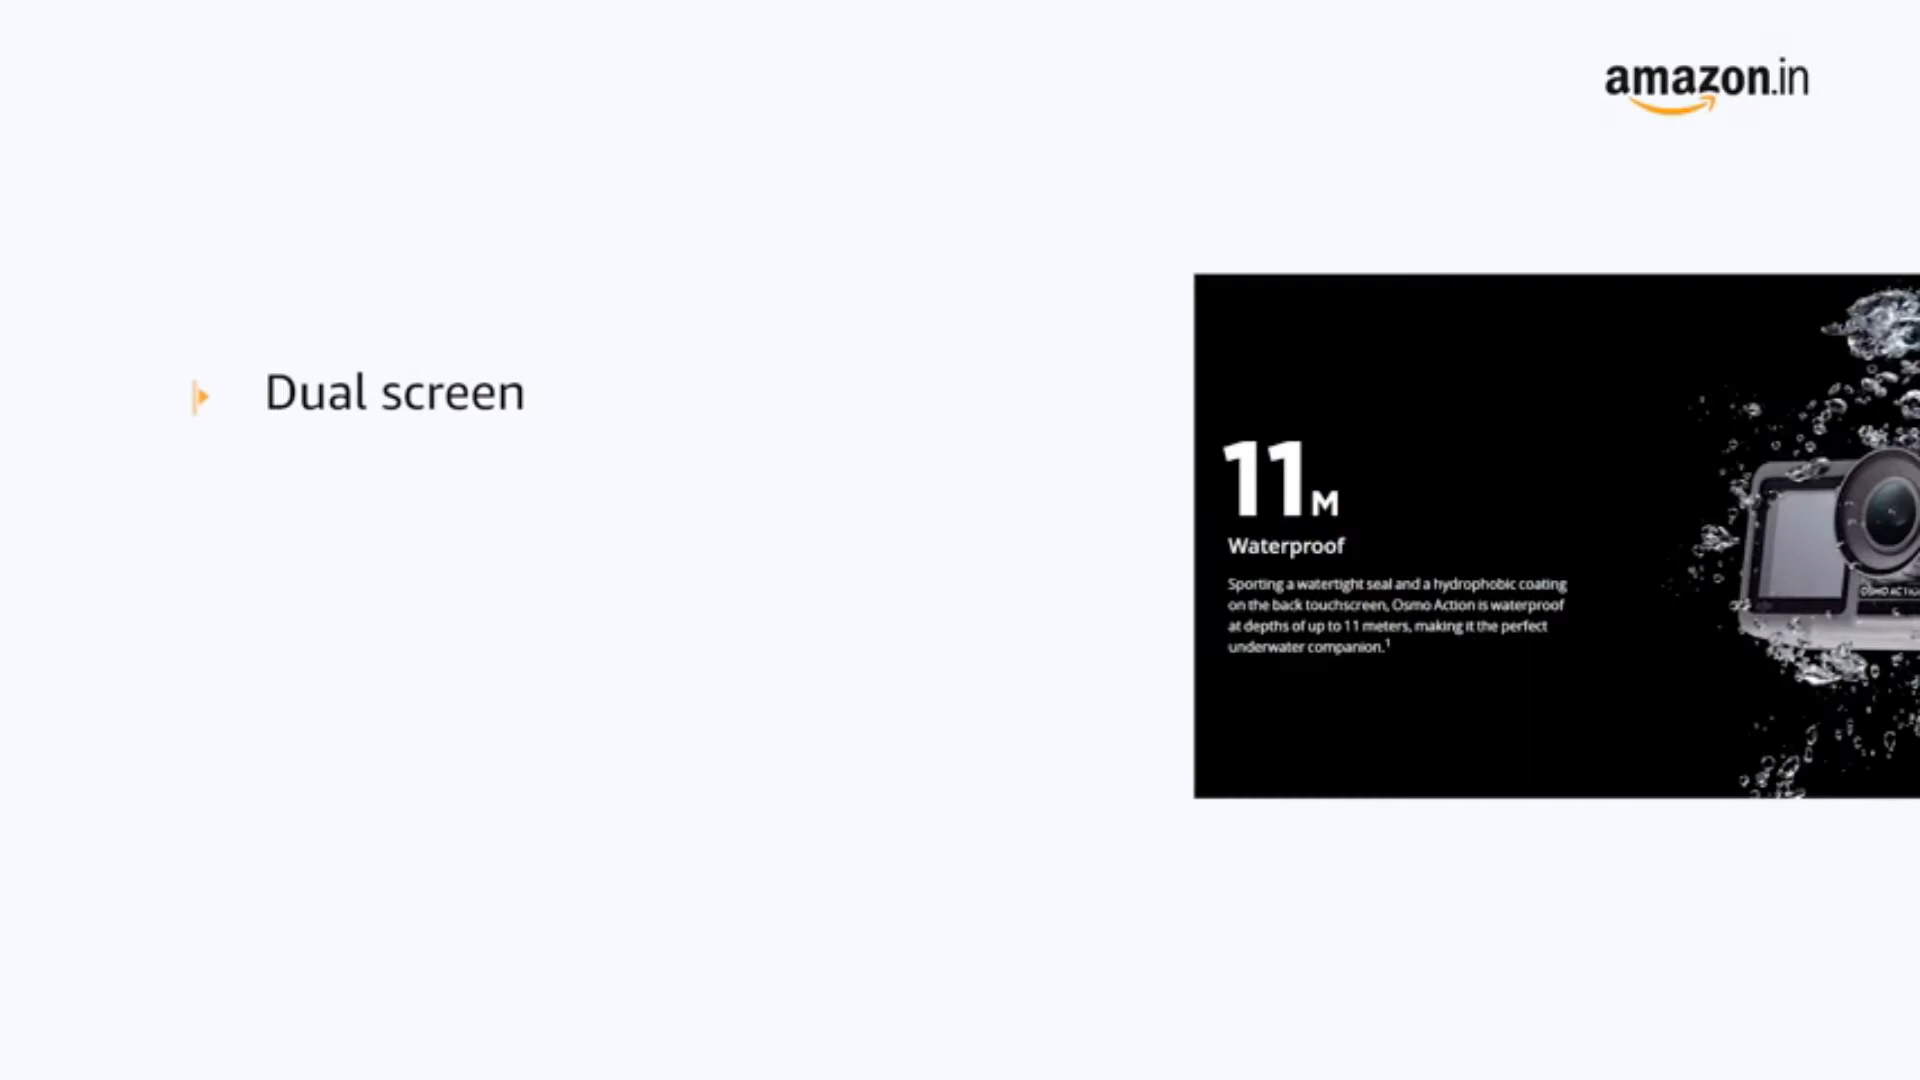 amazon.in
Dual screen
11 M
Waterproof
Sporting a watertight seal and a hydrophobic coating
on the back touchscreen, Osmo Action is waterproof
at depths of up to 11 meters, making it the perfect
underwater companion.¹